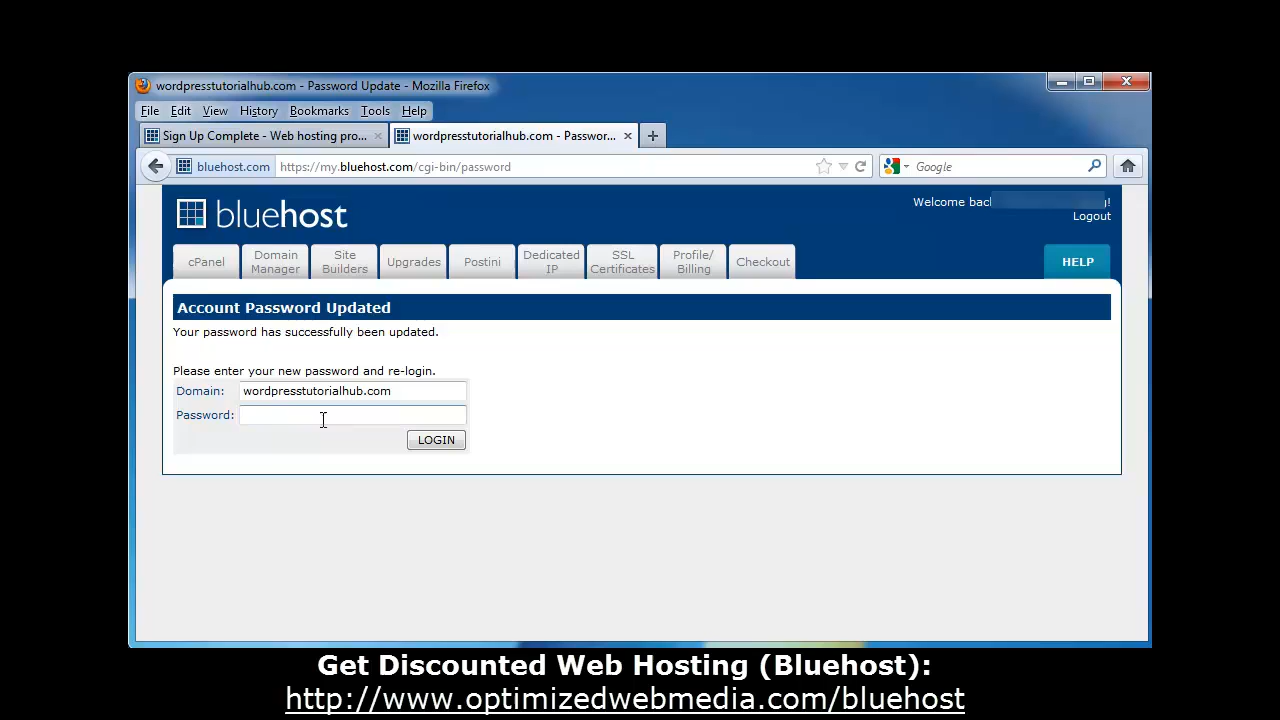 wordpresstutorialhub.com - Password Update - Mozilla Firefox
File Edit View History Bookmarks Tools Help
Sign Up Complete - Web hosting pro... wordpresstutorialhub.com - Passwor...
bluehost.com https://my.bluehost.com/cgi-bin/password Google
Welcome back !
bluehost
Logout
cPanel Domain Manager Site Builders Upgrades Postini Dedicated IP SSL Certificates Profile/ Billing Checkout HELP
Account Password Updated
Your password has successfully been updated.
Please enter your new password and re-login.
Domain: wordpresstutorialhub.com
Password:
LOGIN
Get Discounted Web Hosting (Bluehost):
http://www.optimizedwebmedia.com/bluehost